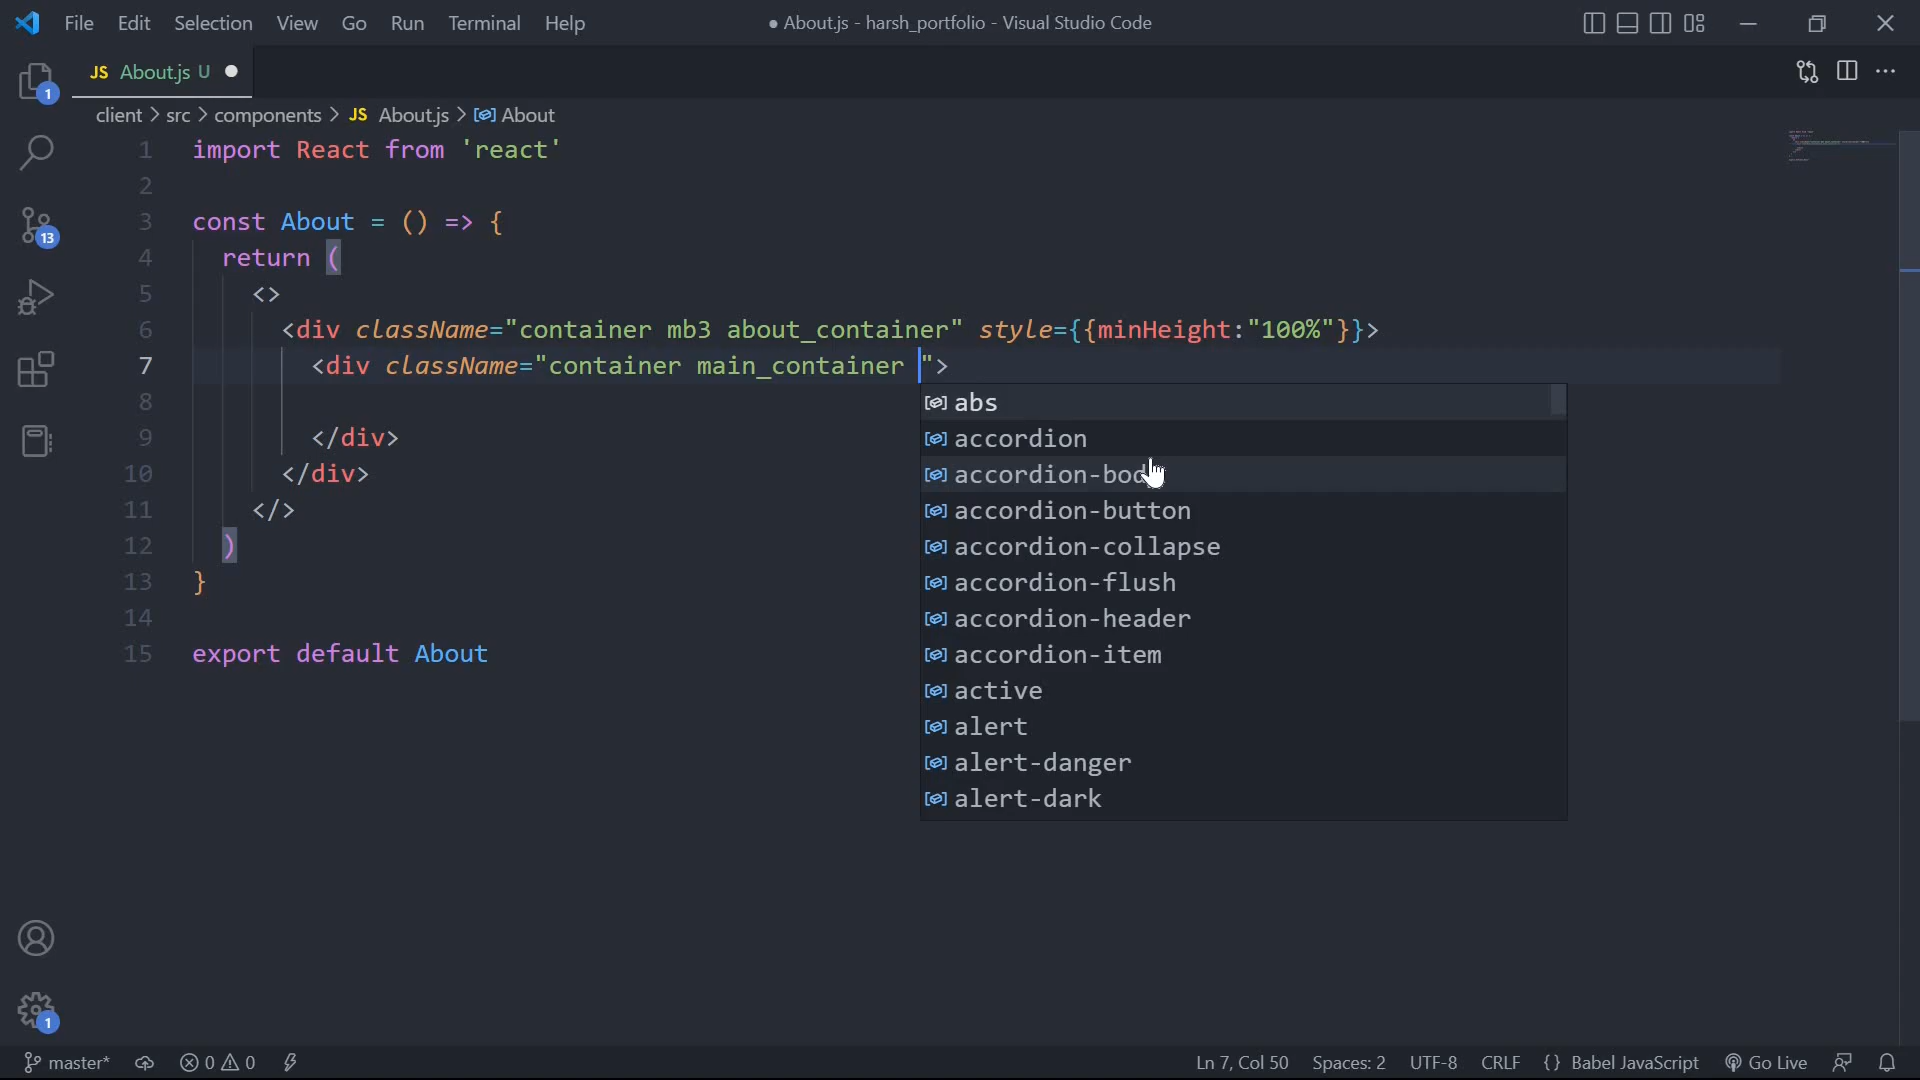 File Edit Selection View Go Run Terminal Help
● About.js - harsh_portfolio - Visual Studio Code
JS About.js U ●
client > src > components > JS About.js > About
1 import React from 'react'
2
3 const About = () => {
4 return (
5 <>
6 <div className="container mb3 about_container" style={{minHeight:"100%"}}>
7 <div className="container main_container ">
8
9 </div>
10 </div>
11 </>
12 )
13 }
14
15 export default About
abs
accordion
accordion-body
accordion-button
accordion-collapse
accordion-flush
accordion-header
accordion-item
active
alert
alert-danger
alert-dark
1
13
1
master* 0 0 Ln 7, Col 50 Spaces: 2 UTF-8 CRLF {} Babel JavaScript Go Live